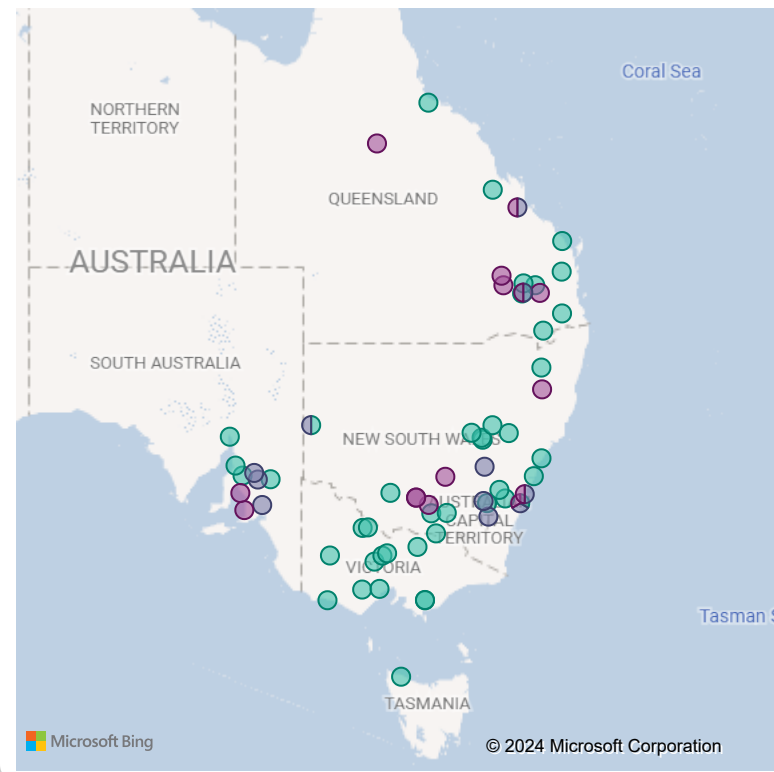 Coral Sea
NORTHERN
TERRITORY
QUEENSLAND
AUSTRALIA
SOUTH AUSTRALIA
NEW SOUTH WALES
AUSTRALIAN
CAPITAL
TERRITORY
VICTORIA
Tasman S
TASMANIA
Microsoft Bing
© 2024 Microsoft Corporation